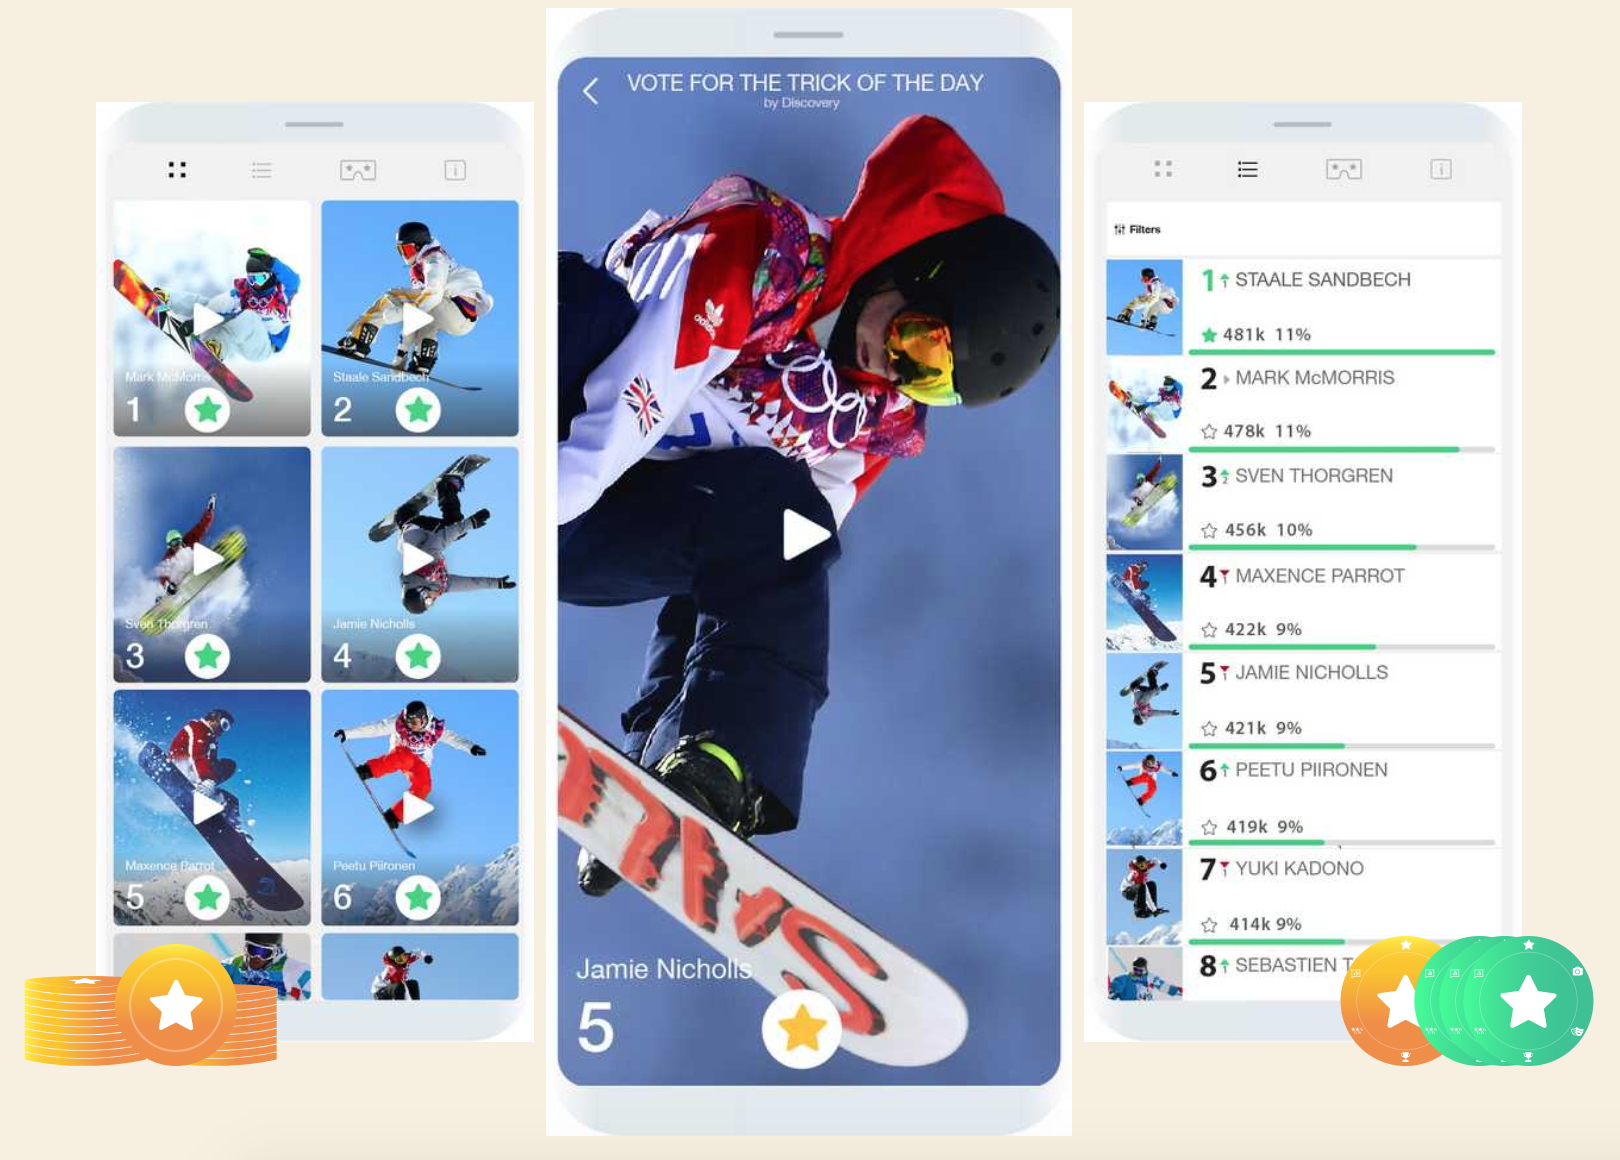 Mark McMorris
1
Staale Sandbech
2
Sven Thorgren
3
Jamie Nicholls
4
Maxence Parrot
5
Peetu Piironen
6
VOTE FOR THE TRICK OF THE DAY
by Discovery
adidas
Jamie Nicholls
5
Filters
1 STAALE SANDBECH
481k 11%
2 MARK McMORRIS
478k 11%
3 2 SVEN THORGREN
456k 10%
4 MAXENCE PARROT
422k 9%
5 JAMIE NICHOLLS
421k 9%
6 PEETU PIIRONEN
419k 9%
7 YUKI KADONO
414k 9%
8 SEBASTIEN T